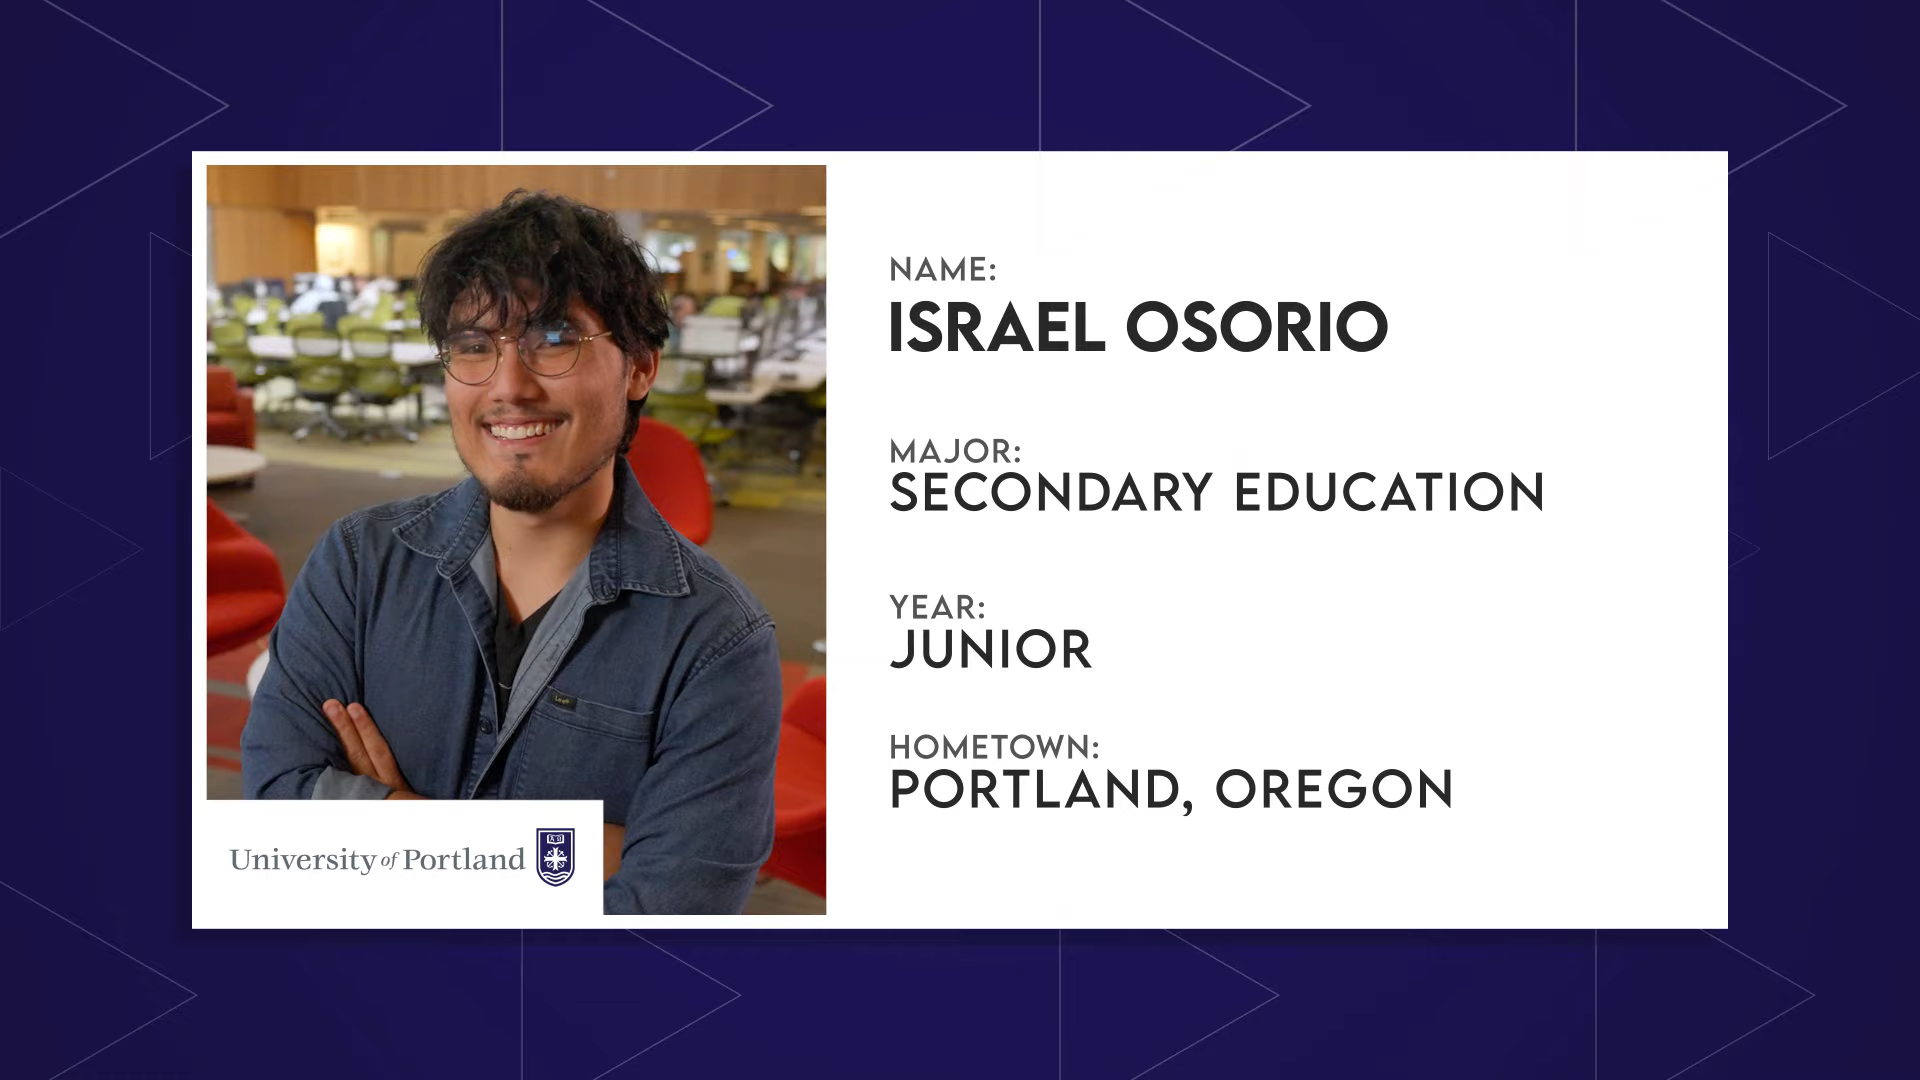 NAME:
ISRAEL OSORIO
MAJOR:
SECONDARY EDUCATION
YEAR:
JUNIOR
HOMETOWN:
PORTLAND, OREGON
University of Portland